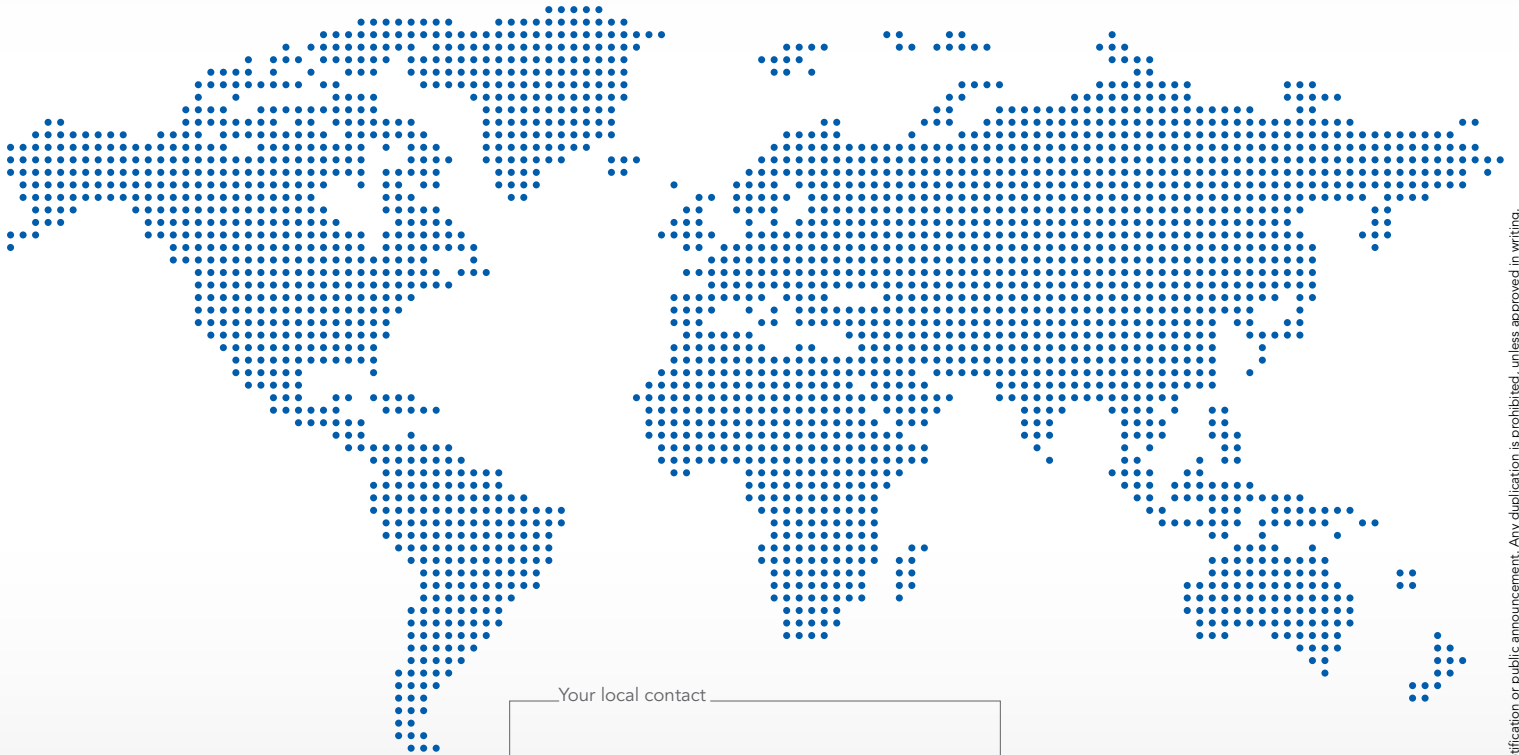 Your local contact
tification or public announcement. Any duplication is prohibited, unless approved in writing.